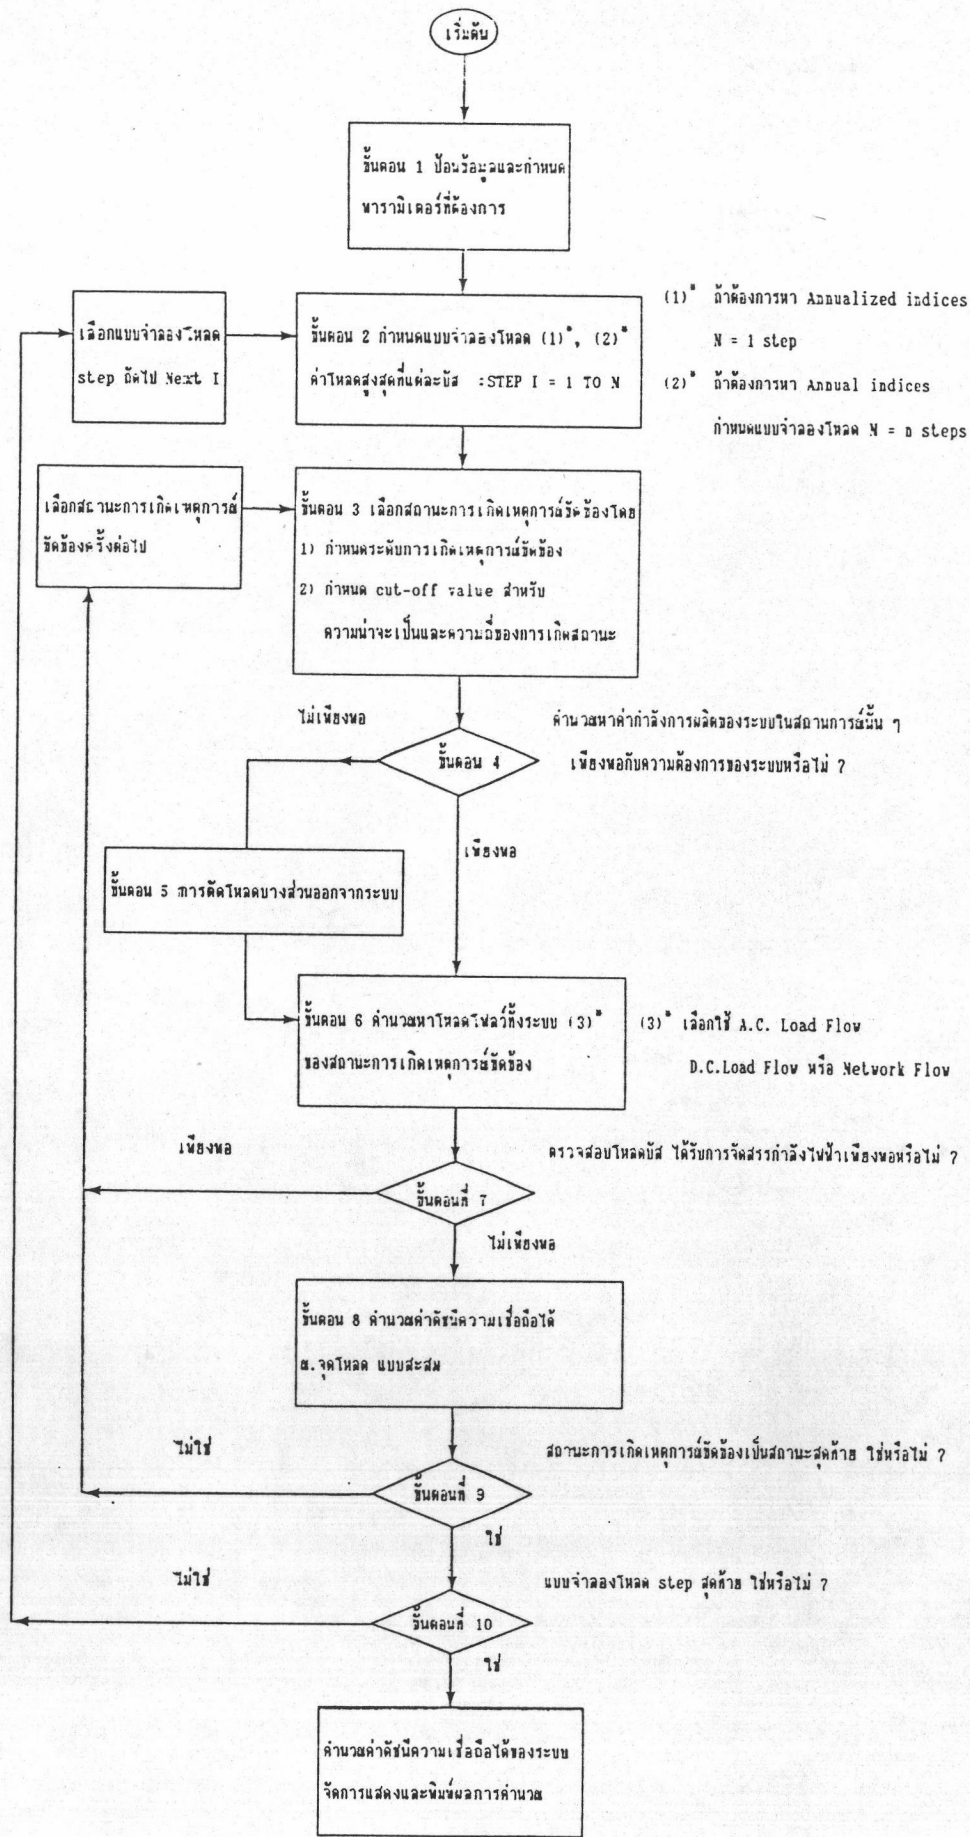 เริ่มต้น
ขั้นตอน 1 ป้อนข้อมูลและกำหนด
พารามิเตอร์ที่ต้องการ
เลือกแบบจำลองโหลด
step ถัดไป Next I
ขั้นตอน 2 กำหนดแบบจำลองโหลด (1)*, (2)*
ค่าโหลดสูงสุดที่แต่ละบัส :STEP I = 1 TO N
(1)* ถ้าต้องการหา Annualized indices
N = 1 step
(2)* ถ้าต้องการหา Annual indices
กำหนดแบบจำลองโหลด N = n steps
เลือกสถานะการเกิดเหตุการณ์
ขัดข้องครั้งต่อไป
ขั้นตอน 3 เลือกสถานะการเกิดเหตุการณ์ขัดข้องโดย
1) กำหนดระดับการเกิดเหตุการณ์ขัดข้อง
2) กำหนด cut-off value สำหรับ
ความน่าจะเป็นและความถี่ของการเกิดสถานะ
ไม่เพียงพอ
ขั้นตอน 4
คำนวณหาค่ากำลังการผลิตของระบบในสถานการณ์นั้น ๆ
เพียงพอกับความต้องการของระบบหรือไม่ ?
เพียงพอ
ขั้นตอน 5 การตัดโหลดบางส่วนออกจากระบบ
ขั้นตอน 6 คำนวณหาโหลดโฟลว์ทั้งระบบ (3)*
ของสถานะการเกิดเหตุการณ์ขัดข้อง
(3)* เลือกใช้ A.C. Load Flow
D.C.Load Flow หรือ Network Flow
เพียงพอ
ขั้นตอนที่ 7
ตรวจสอบโหลดบัส ได้รับการจัดสรรกำลังไฟฟ้าเพียงพอหรือไม่ ?
ไม่เพียงพอ
ขั้นตอน 8 คำนวณค่าดัชนีความเชื่อถือได้
ณ.จุดโหลด แบบสะสม
ไม่ใช่
ขั้นตอนที่ 9
สถานะการเกิดเหตุการณ์ขัดข้องเป็นสถานะสุดท้าย ใช่หรือไม่ ?
ใช่
ไม่ใช่
ขั้นตอนที่ 10
แบบจำลองโหลด step สุดท้าย ใช่หรือไม่ ?
ใช่
คำนวณค่าดัชนีความเชื่อถือได้ของระบบ
จัดการแสดงและพิมพ์ผลการคำนวณ